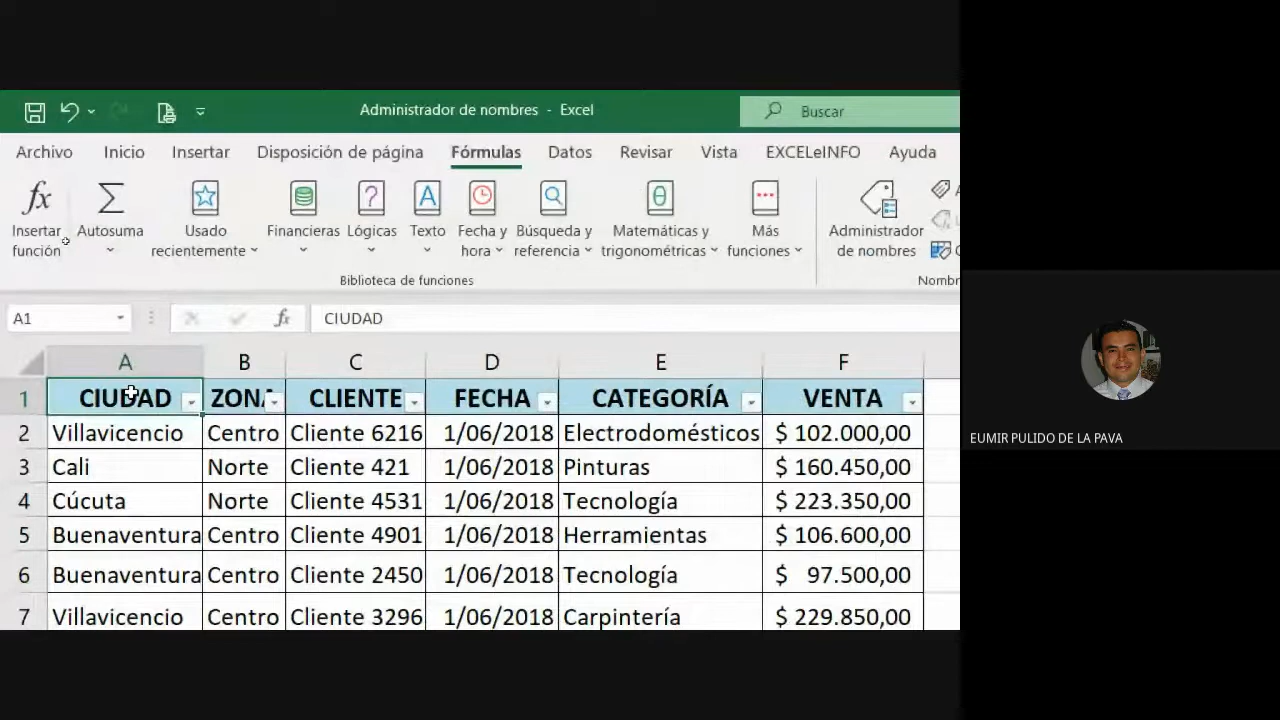 Administrador de nombres - Excel
Buscar
Archivo Inicio Insertar Disposición de página Fórmulas Datos Revisar Vista EXCELeINFO Ayuda
Insertar función Autosuma Usado recientemente Financieras Lógicas Texto Fecha y hora Búsqueda y referencia Matemáticas y trigonométricas Más funciones Administrador de nombres
Biblioteca de funciones
A1 fx CIUDAD
A B C D E F
1 CIUDAD CLIENTE FECHA CATEGORÍA VENTA
2 Villavicencio Centro Cliente 6216 1/06/2018 Electrodomésticos $ 102.000,00
3 Cali Norte Cliente 421 1/06/2018 Pinturas $ 160.450,00
4 Cúcuta Norte Cliente 4531 1/06/2018 Tecnología $ 223.350,00
5 Buenaventura Centro Cliente 4901 1/06/2018 Herramientas $ 106.600,00
6 Buenaventura Centro Cliente 2450 1/06/2018 Tecnología $ 97.500,00
7 Villavicencio Centro Cliente 3296 1/06/2018 Carpintería $ 229.850,00
EUMIR PULIDO DE LA PAVA